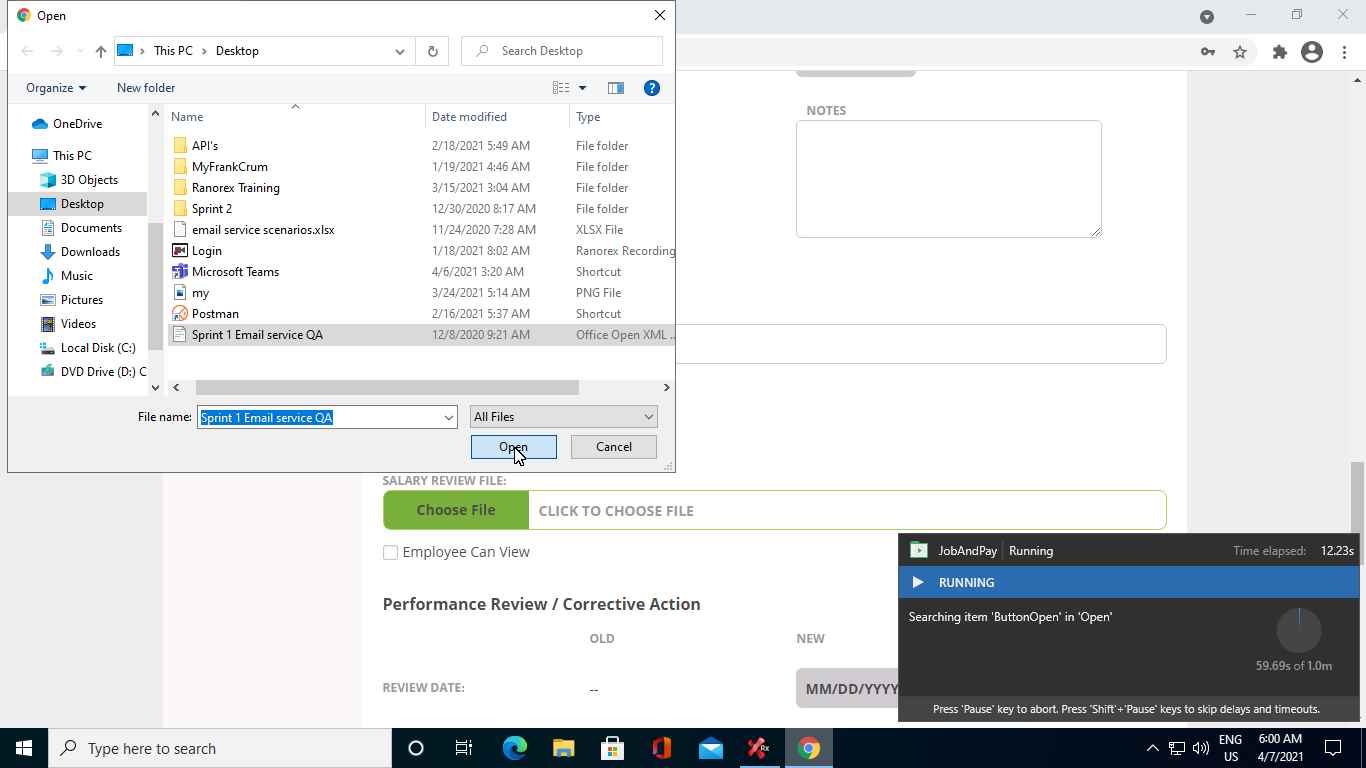 Open
This PC > Desktop
Search Desktop
Organize New folder
Name Date modified Type
OneDrive
This PC
3D Objects
Desktop
Documents
Downloads
Music
Pictures
Videos
Local Disk (C:)
DVD Drive (D:) C
API's 2/18/2021 5:49 AM File folder
MyFrankCrum 1/19/2021 4:46 AM File folder
Ranorex Training 3/15/2021 3:04 AM File folder
Sprint 2 12/30/2020 8:17 AM File folder
email service scenarios.xlsx 11/24/2020 7:28 AM XLSX File
Login 1/18/2021 8:02 AM Ranorex Recording
Microsoft Teams 4/6/2021 3:20 AM Shortcut
my 3/24/2021 5:14 AM PNG File
Postman 2/16/2021 5:37 AM Shortcut
Sprint 1 Email service QA 12/8/2020 9:21 AM Office Open XML ...
File name: Sprint 1 Email service QA All Files
Open Cancel
NOTES
SALARY REVIEW FILE:
Choose File CLICK TO CHOOSE FILE
Employee Can View
Performance Review / Corrective Action
OLD NEW
REVIEW DATE: -- MM/DD/YYYY
JobAndPay Running Time elapsed: 12.23s
RUNNING
Searching item 'ButtonOpen' in 'Open'
59.69s of 1.0m
Press 'Pause' key to abort. Press 'Shift'+'Pause' keys to skip delays and timeouts.
Type here to search
Rx
ENG
US
6:00 AM
4/7/2021